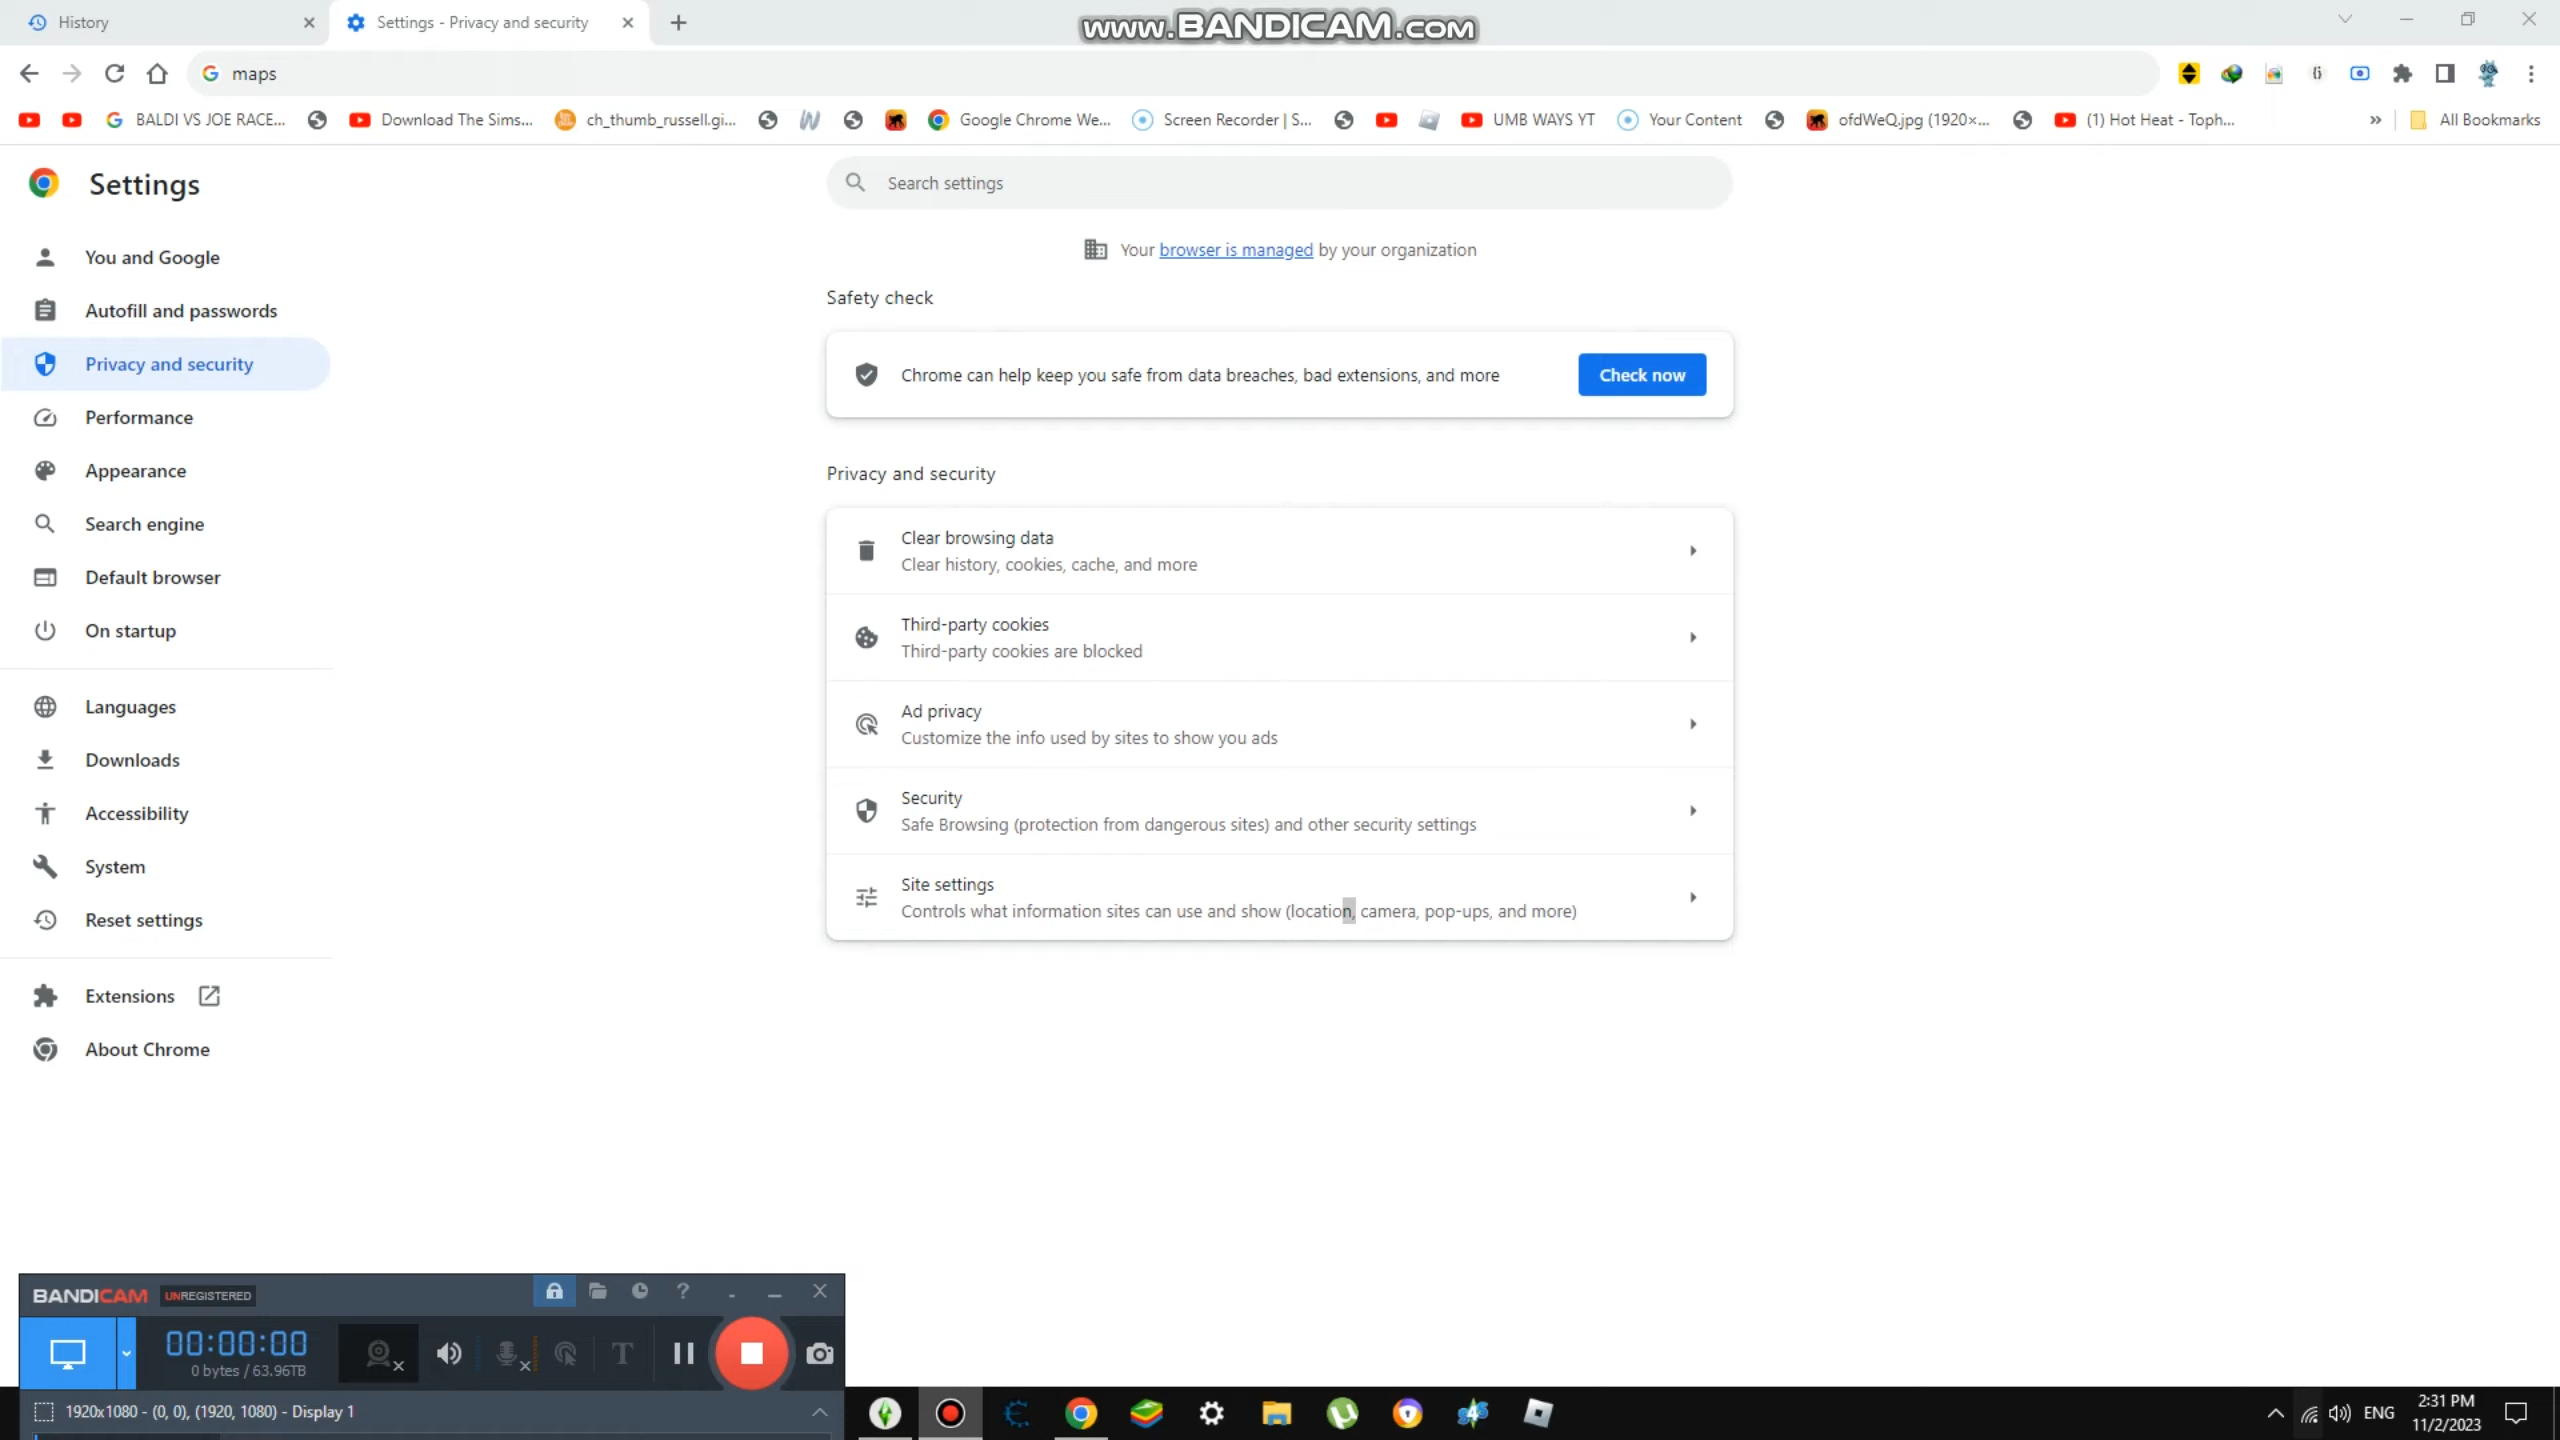 History
Settings - Privacy and security
www.BANDICAM.com
maps
BALDI VS JOE RACE...
Download The Sims...
ch_thumb_russell.gi...
Google Chrome We...
Screen Recorder | S...
UMB WAYS YT
Your Content
ofdWeQ.jpg (1920×...
(1) Hot Heat - Toph...
»
All Bookmarks
Settings
Search settings
You and Google
Autofill and passwords
Privacy and security
Performance
Appearance
Search engine
Default browser
On startup
Languages
Downloads
Accessibility
System
Reset settings
Extensions
About Chrome
Your browser is managed by your organization
Safety check
Chrome can help keep you safe from data breaches, bad extensions, and more
Check now
Privacy and security
Clear browsing data
Clear history, cookies, cache, and more
Third-party cookies
Third-party cookies are blocked
Ad privacy
Customize the info used by sites to show you ads
Security
Safe Browsing (protection from dangerous sites) and other security settings
Site settings
Controls what information sites can use and show (location, camera, pop-ups, and more)
BANDICAM UNREGISTERED
00:00:00
0 bytes / 63.96TB
1920x1080 - (0, 0), (1920, 1080) - Display 1
ENG
2:31 PM
11/2/2023